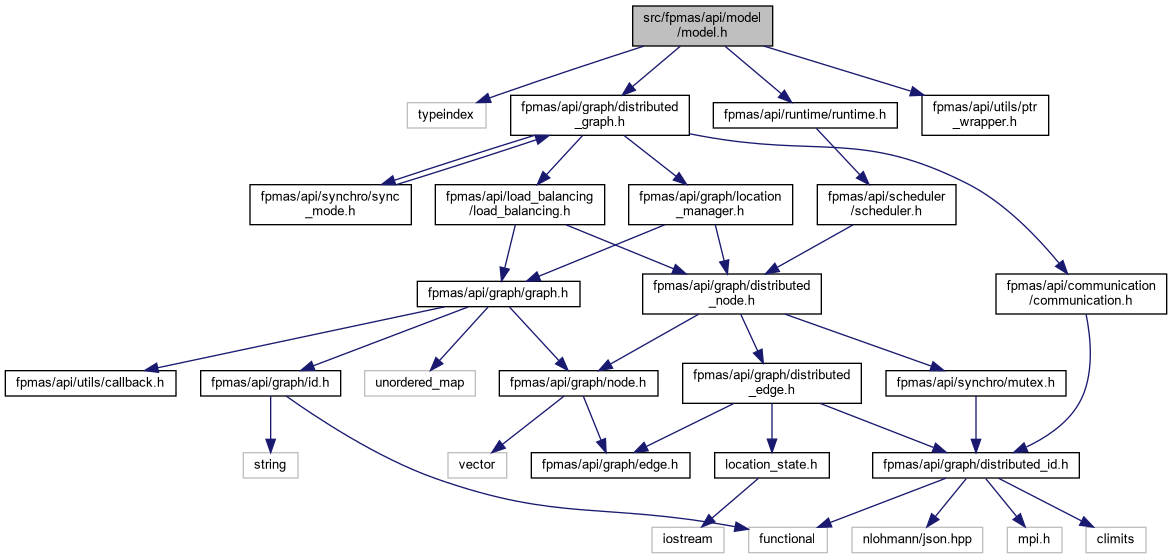 src/fpmas/api/model
/model.h
typeindex
fpmas/api/graph/distributed
_graph.h
fpmas/api/runtime/runtime.h
fpmas/api/utils/ptr
_wrapper.h
fpmas/api/synchro/sync
_mode.h
fpmas/api/load_balancing
/load_balancing.h
fpmas/api/graph/location
_manager.h
fpmas/api/scheduler
/scheduler.h
fpmas/api/graph/graph.h
fpmas/api/graph/distributed
_node.h
fpmas/api/communication
/communication.h
fpmas/api/utils/callback.h
fpmas/api/graph/id.h
unordered_map
fpmas/api/graph/node.h
fpmas/api/graph/distributed
_edge.h
fpmas/api/synchro/mutex.h
string
vector
fpmas/api/graph/edge.h
location_state.h
fpmas/api/graph/distributed_id.h
iostream
functional
nlohmann/json.hpp
mpi.h
climits